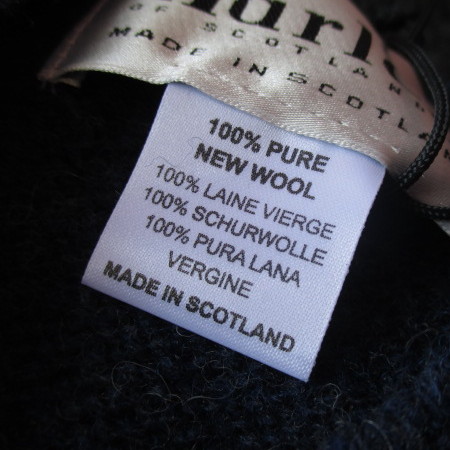 OF SCOTLAND
MADE IN SCOTLAND
100% PURE
NEW WOOL
100% LAINE VIERGE
100% SCHURWOLLE
100% PURA LANA
VERGINE
MADE IN SCOTLAND